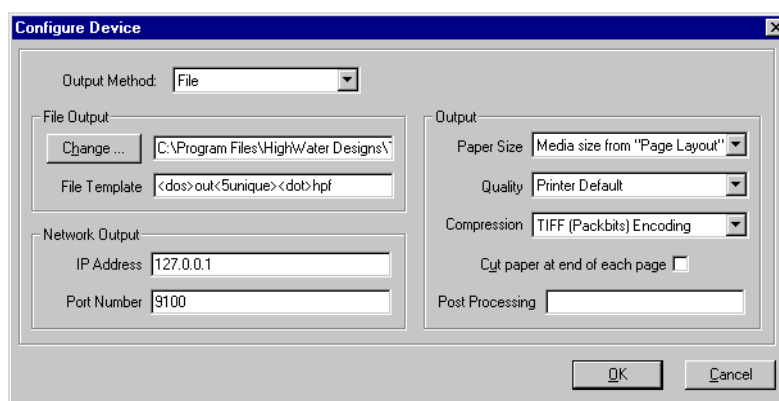 Configure Device
Output Method: File
File Output
Change ... C:\Program Files\HighWater Designs\
File Template <dos>out<5unique><dot>hpf
Network Output
IP Address 127.0.0.1
Port Number 9100
Output
Paper Size Media size from "Page Layout"
Quality Printer Default
Compression TIFF (Packbits) Encoding
Cut paper at end of each page
Post Processing
OK Cancel